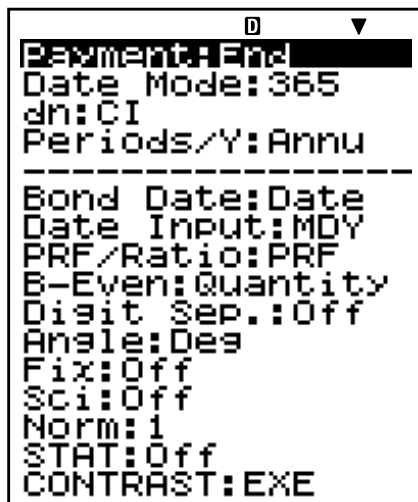 D ▼
Payment:End
Date Mode:365
dn:CI
Periods/Y:Annu
Bond Date:Date
Date Input:MDY
PRF/Ratio:PRF
B-Even:Quantity
Digit Sep.:Off
Angle:Deg
Fix:Off
Sci:Off
Norm:1
STAT:Off
CONTRAST:EXE